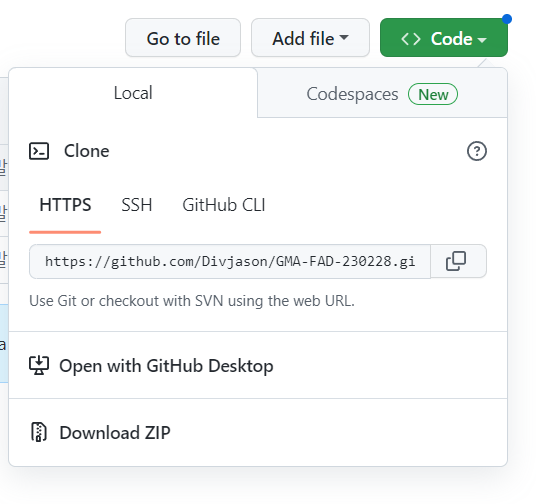 Go to file
Add file
Code
Local
Codespaces New
Clone
HTTPS SSH GitHub CLI
https://github.com/Divjason/GMA-FAD-230228.gi
Use Git or checkout with SVN using the web URL.
Open with GitHub Desktop
Download ZIP